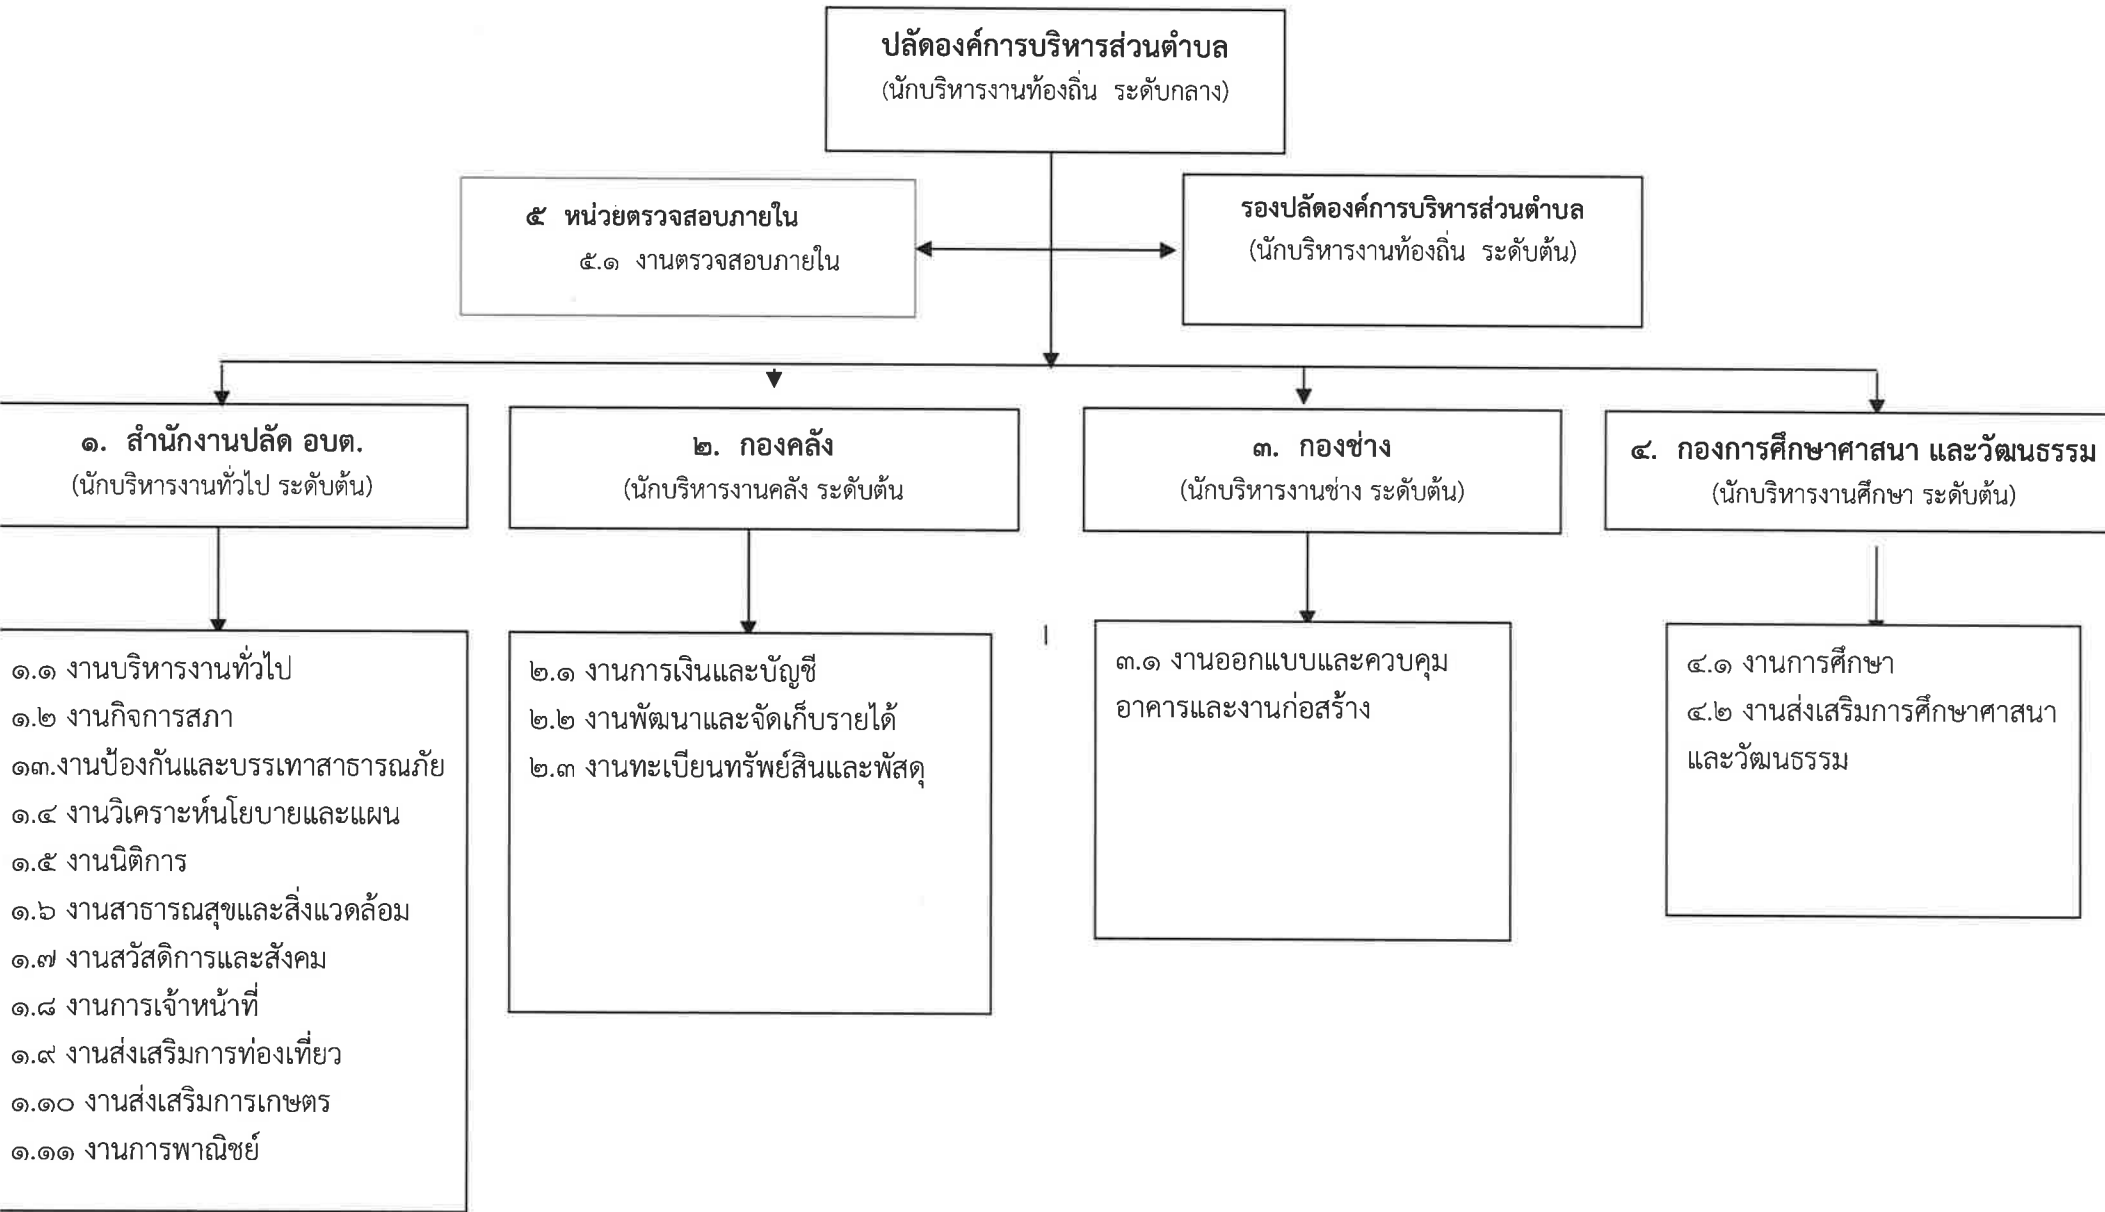 ปลัดองค์การบริหารส่วนตำบล
(นักบริหารงานท้องถิ่น ระดับกลาง)
๕ หน่วยตรวจสอบภายใน
๕.๑ งานตรวจสอบภายใน
รองปลัดองค์การบริหารส่วนตำบล
(นักบริหารงานท้องถิ่น ระดับต้น)
๑. สำนักงานปลัด อบต.
(นักบริหารงานทั่วไป ระดับต้น)
๒. กองคลัง
(นักบริหารงานคลัง ระดับต้น
๓. กองช่าง
(นักบริหารงานช่าง ระดับต้น)
๔. กองการศึกษาศาสนา และวัฒนธรรม
(นักบริหารงานศึกษา ระดับต้น)
๑.๑ งานบริหารงานทั่วไป
๑.๒ งานกิจการสภา
๑๓.งานป้องกันและบรรเทาสาธารณภัย
๑.๔ งานวิเคราะห์นโยบายและแผน
๑.๕ งานนิติการ
๑.๖ งานสาธารณสุขและสิ่งแวดล้อม
๑.๗ งานสวัสดิการและสังคม
๑.๘ งานการเจ้าหน้าที่
๑.๙ งานส่งเสริมการท่องเที่ยว
๑.๑๐ งานส่งเสริมการเกษตร
๑.๑๑ งานการพาณิชย์
๒.๑ งานการเงินและบัญชี
๒.๒ งานพัฒนาและจัดเก็บรายได้
๒.๓ งานทะเบียนทรัพย์สินและพัสดุ
๓.๑ งานออกแบบและควบคุม
อาคารและงานก่อสร้าง
๔.๑ งานการศึกษา
๔.๒ งานส่งเสริมการศึกษาศาสนา
และวัฒนธรรม